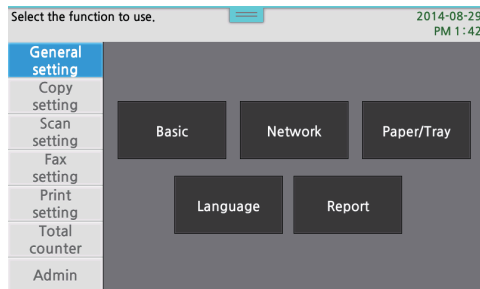 Select the function to use.
2014-08-29
PM 1:42
General
setting
Copy
setting
Scan
setting
Fax
setting
Print
setting
Total
counter
Admin
Basic
Network
Paper/Tray
Language
Report